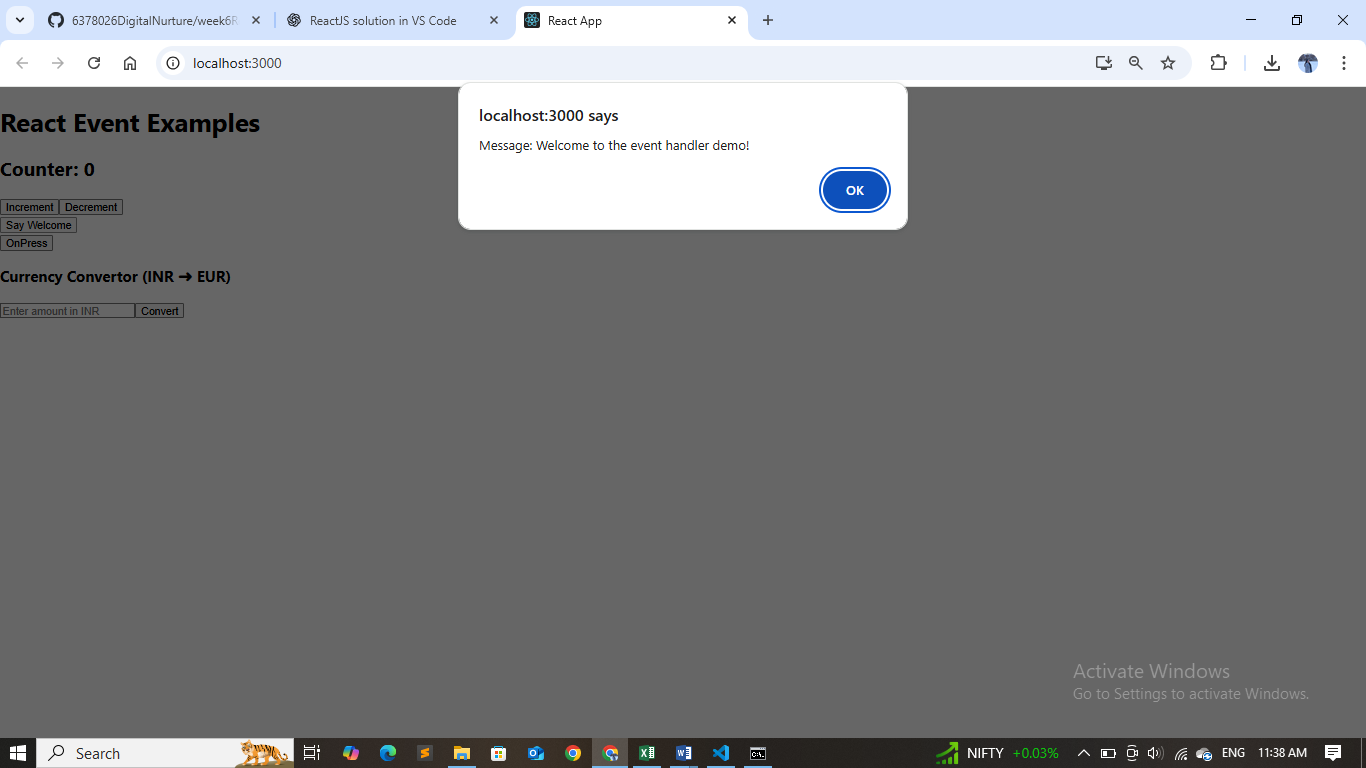 6378026DigitalNurture/week6R
ReactJS solution in VS Code
React App
localhost:3000
localhost:3000 says
Message: Welcome to the event handler demo!
OK
React Event Examples
Counter: 0
Increment Decrement
Say Welcome
OnPress
Currency Convertor (INR ➜ EUR)
Enter amount in INR Convert
Activate Windows
Go to Settings to activate Windows.
Search NIFTY +0.03% ENG 11:38 AM